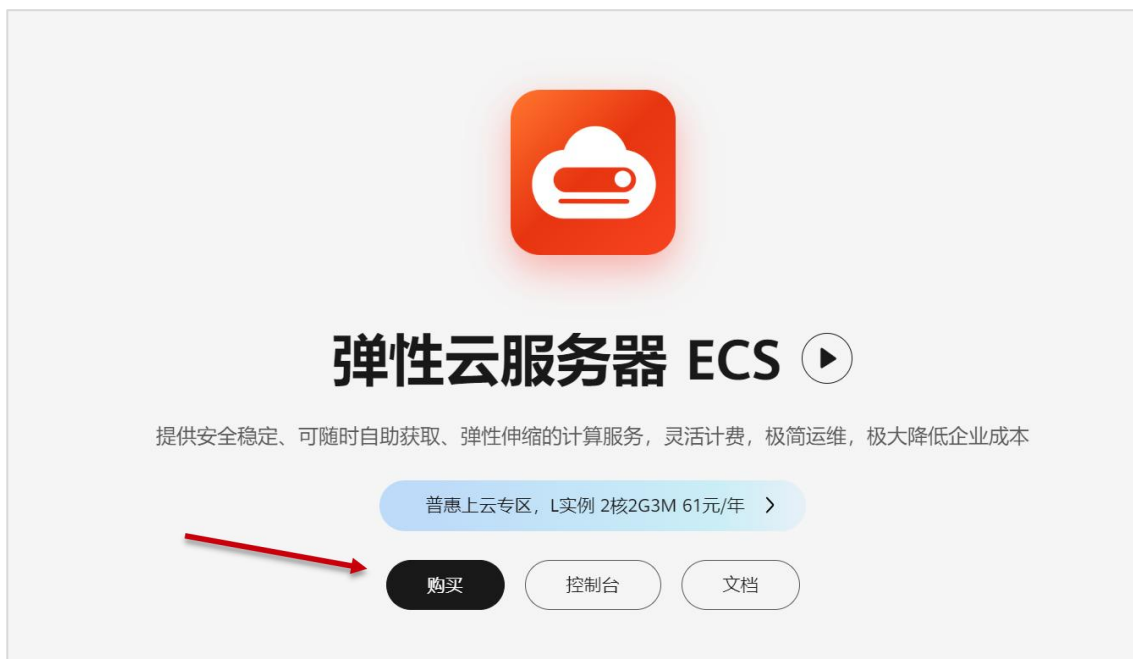 弹性云服务器 ECS
提供安全稳定、可随时自助获取、弹性伸缩的计算服务，灵活计费，极简运维，极大降低企业成本
普惠上云专区，L实例 2核2G3M 61元/年
购买 控制台 文档